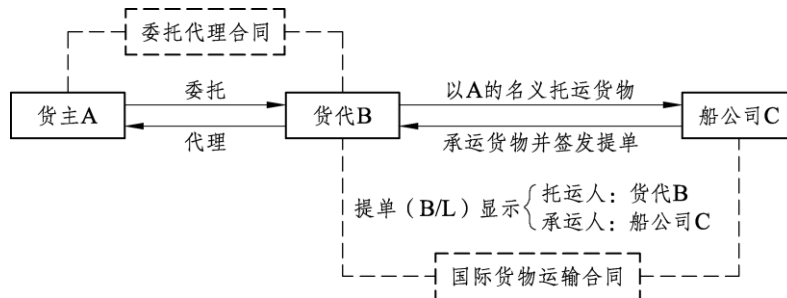 委托代理合同
委托
以A的名义托运货物
货主A
货代B
船公司C
代理
承运货物并签发提单
提单（B/L）显示
托运人：货代B
承运人：船公司C
国际货物运输合同